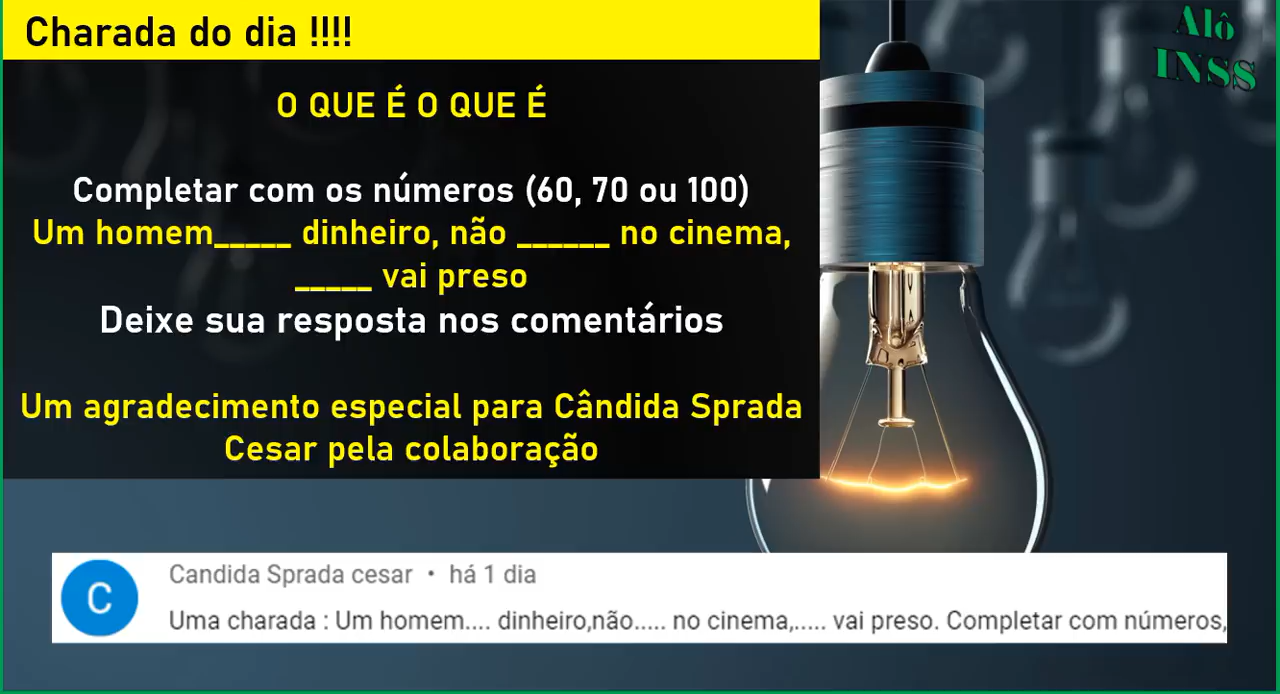 Charada do dia !!!!
Alô
INSS
O QUE É O QUE É
Completar com os números (60, 70 ou 100)
Um homem_____ dinheiro, não ______ no cinema,
_____ vai preso
Deixe sua resposta nos comentários
Um agradecimento especial para Cândida Sprada
Cesar pela colaboração
C
Candida Sprada cesar • há 1 dia
Uma charada : Um homem.... dinheiro,não..... no cinema,..... vai preso. Completar com números,